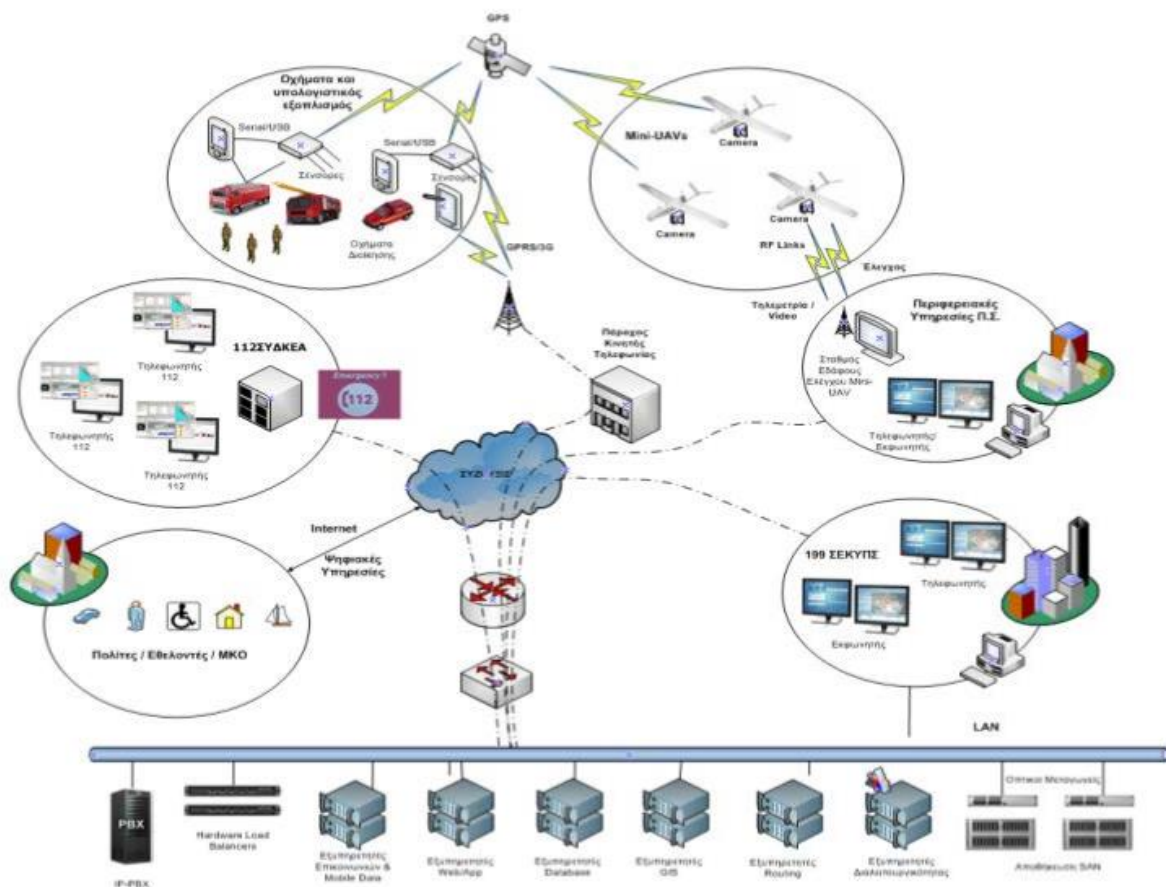 GPS
Οχήματα και
υπολογιστικός
εξοπλισμός
Serial/USB
Σένσορες
Serial/USB
Σένσορες
Οχήματα
Διοίκησης
GPRS/3G
Mini-UAVs
Camera
Camera
Camera
RF Links
Έλεγχος
Τηλεμετρία /
Video
Περιφερειακές
Υπηρεσίες Π.Σ.
Σταθμός
Εδάφους
Ελέγχου Mini-
UAV
Τηλεφωνητής/
Εκφωνητής
Πάροχος
Κινητής
Τηλεφωνίας
112ΣΥΔΚΕΑ
Τηλεφωνητής
112
Τηλεφωνητής
112
Τηλεφωνητής
112
Emergency?
112
Internet
Ψηφιακές
Υπηρεσίες
Πολίτες / Εθελοντές / ΜΚΟ
199 ΣΕΚΥΠΣ
Τηλεφωνητής
Εκφωνητής
LAN
PBX
IP-PBX
Hardware Load
Balancers
Εξυπηρετητές
Επικοινωνιών &
Mobile Data
Εξυπηρετητές
Web/App
Εξυπηρετητές
Database
Εξυπηρετητές
GIS
Εξυπηρετητές
Routing
Εξυπηρετητές
Διαλειτουργικότητας
Οπτικοί Μεταγωγείς
Αποθήκευση SAN